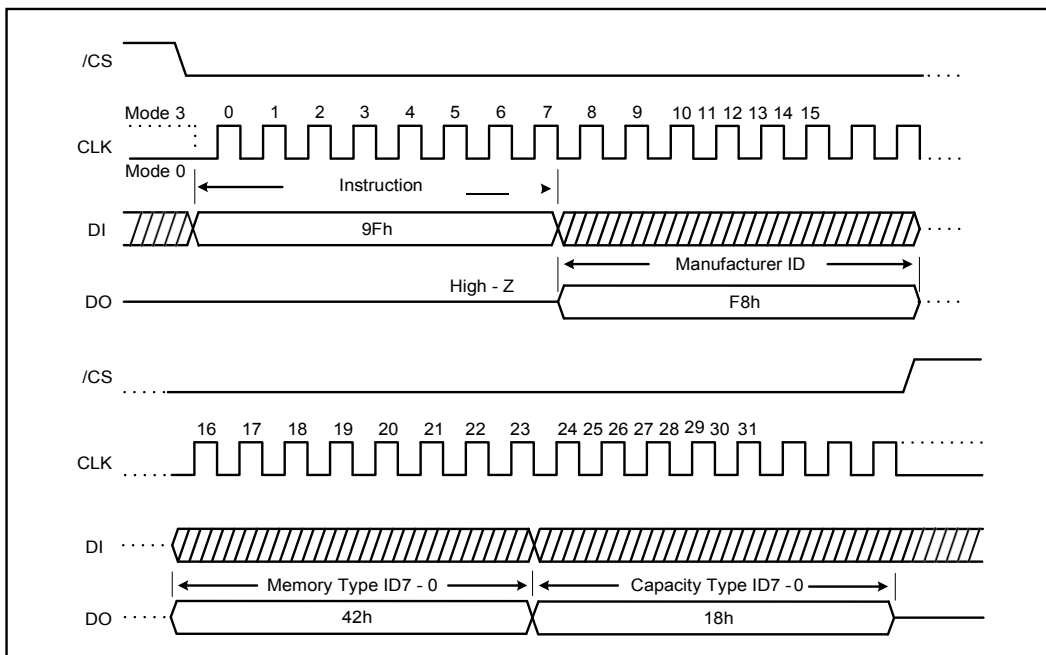 /CS
Mode 3 0 1 2 3 4 5 6 7 8 9 10 11 12 13 14 15
CLK
Mode 0
Instruction
DI 9Fh
Manufacturer ID
High - Z
DO F8h
/CS
16 17 18 19 20 21 22 23 24 25 26 27 28 29 30 31
CLK
DI
Memory Type ID7 - 0 Capacity Type ID7 - 0
DO 42h 18h